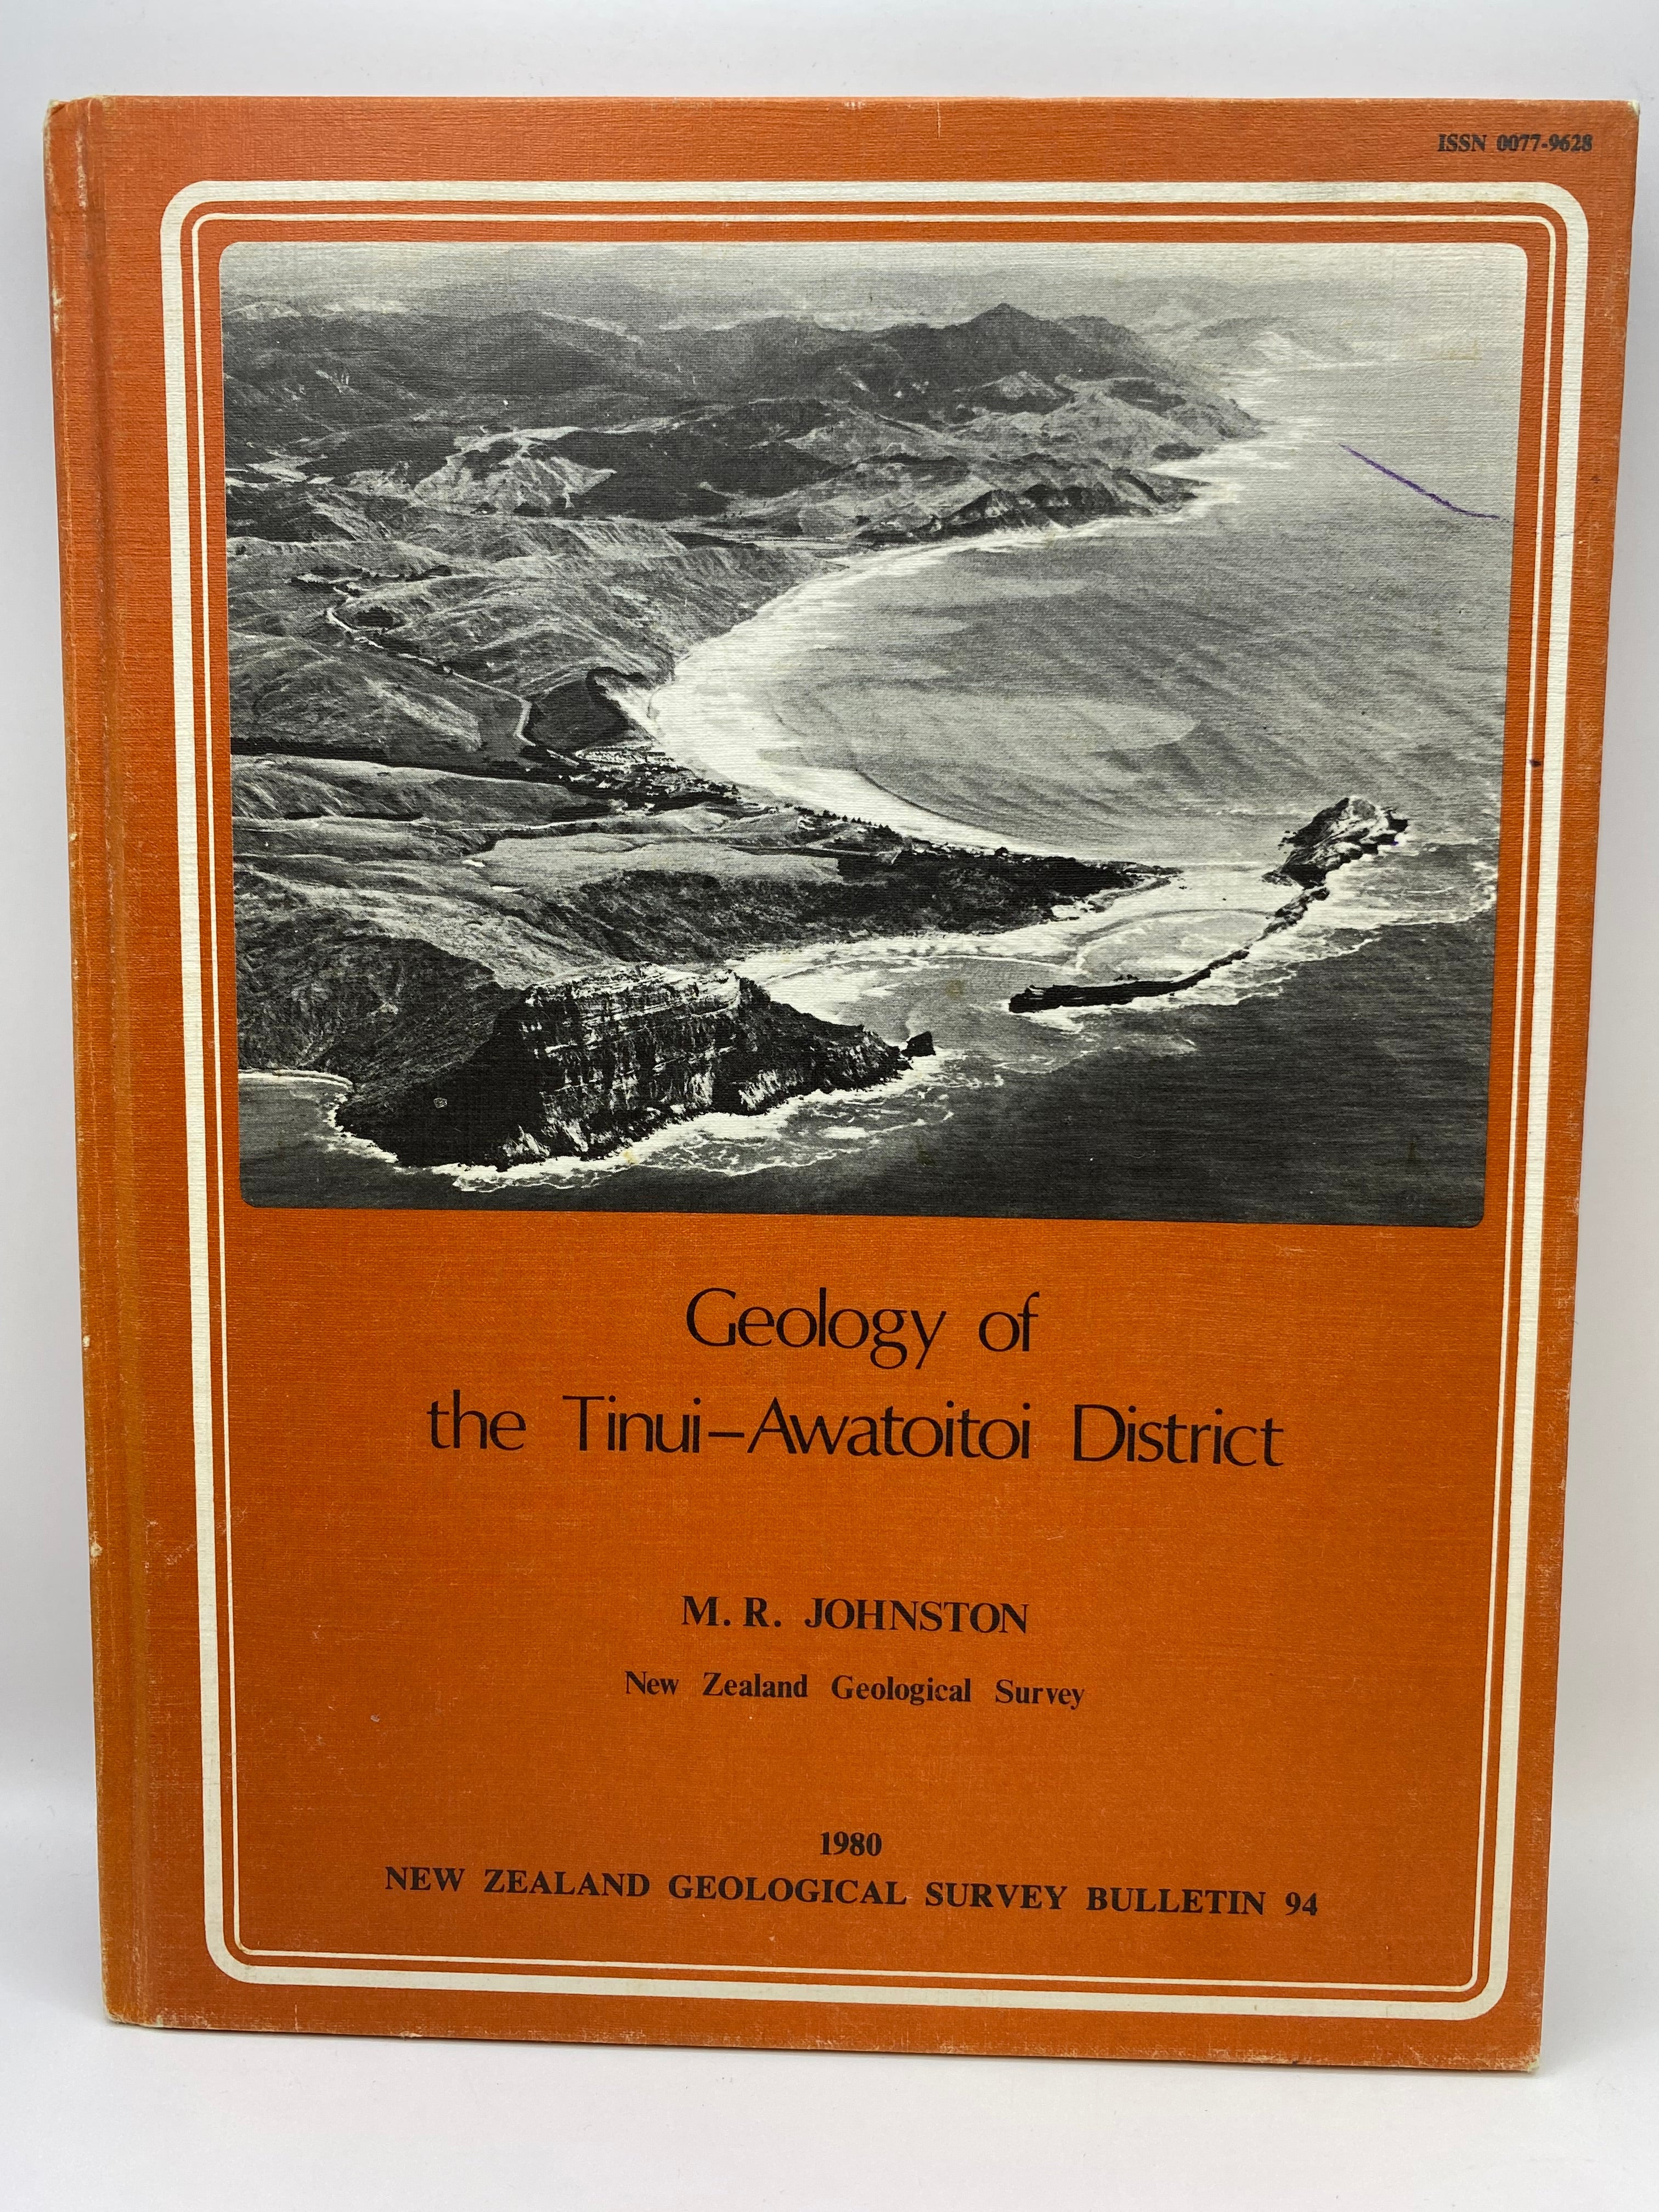 ISSN 0077-9628
Geology of
the Tinui–Awatoitoi District
M. R. JOHNSTON
New Zealand Geological Survey
1980
NEW ZEALAND GEOLOGICAL SURVEY BULLETIN 94